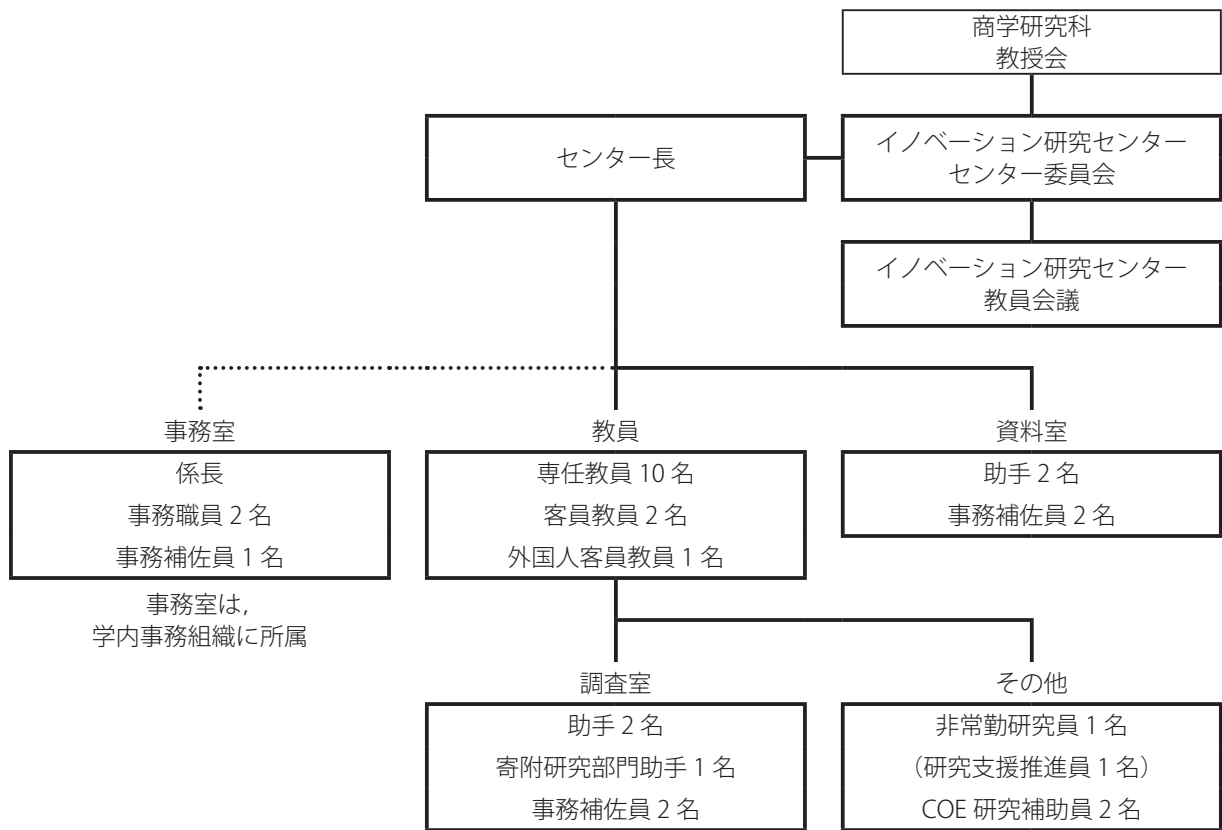 商学研究科
教授会
センター長
イノベーション研究センター
センター委員会
イノベーション研究センター
教員会議
事務室
係長
事務職員 2 名
事務補佐員 1 名
事務室は,
学内事務組織に所属
教員
専任教員 10 名
客員教員 2 名
外国人客員教員 1 名
資料室
助手 2 名
事務補佐員 2 名
調査室
助手 2 名
寄附研究部門助手 1 名
事務補佐員 2 名
その他
非常勤研究員 1 名
（研究支援推進員 1 名）
COE 研究補助員 2 名